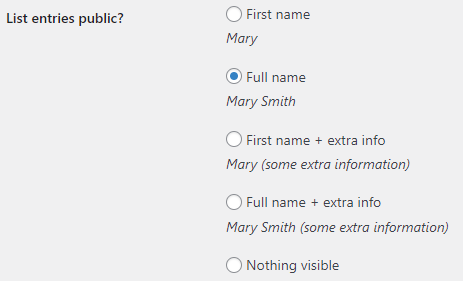 List entries public?
First name
Mary
Full name
Mary Smith
First name + extra info
Mary (some extra information)
Full name + extra info
Mary Smith (some extra information)
Nothing visible